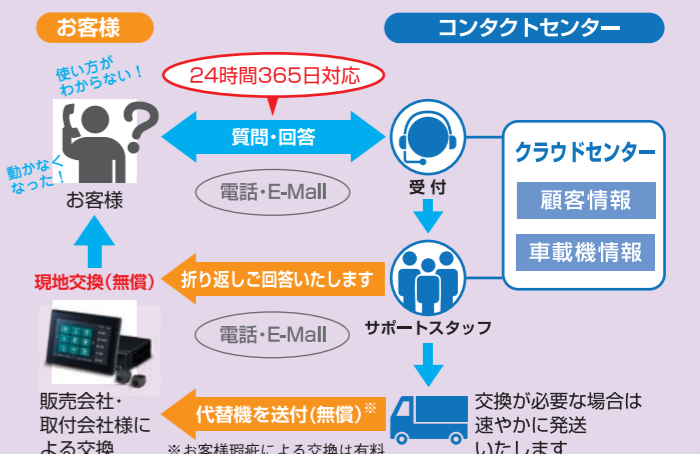 お客様
コンタクトセンター
使い方が
わからない！
24時間365日対応
質問・回答
動かなく
なった！
お客様
電話・E-Mall
受付
クラウドセンター
顧客情報
車載機情報
現地交換(無償)
折り返しご回答いたします
電話・E-Mall
サポートスタッフ
販売会社・
取付会社様に
よる交換
代替機を送付(無償)※
※お客様瑕疵による交換は有料
交換が必要な場合は
速やかに発送
いたします